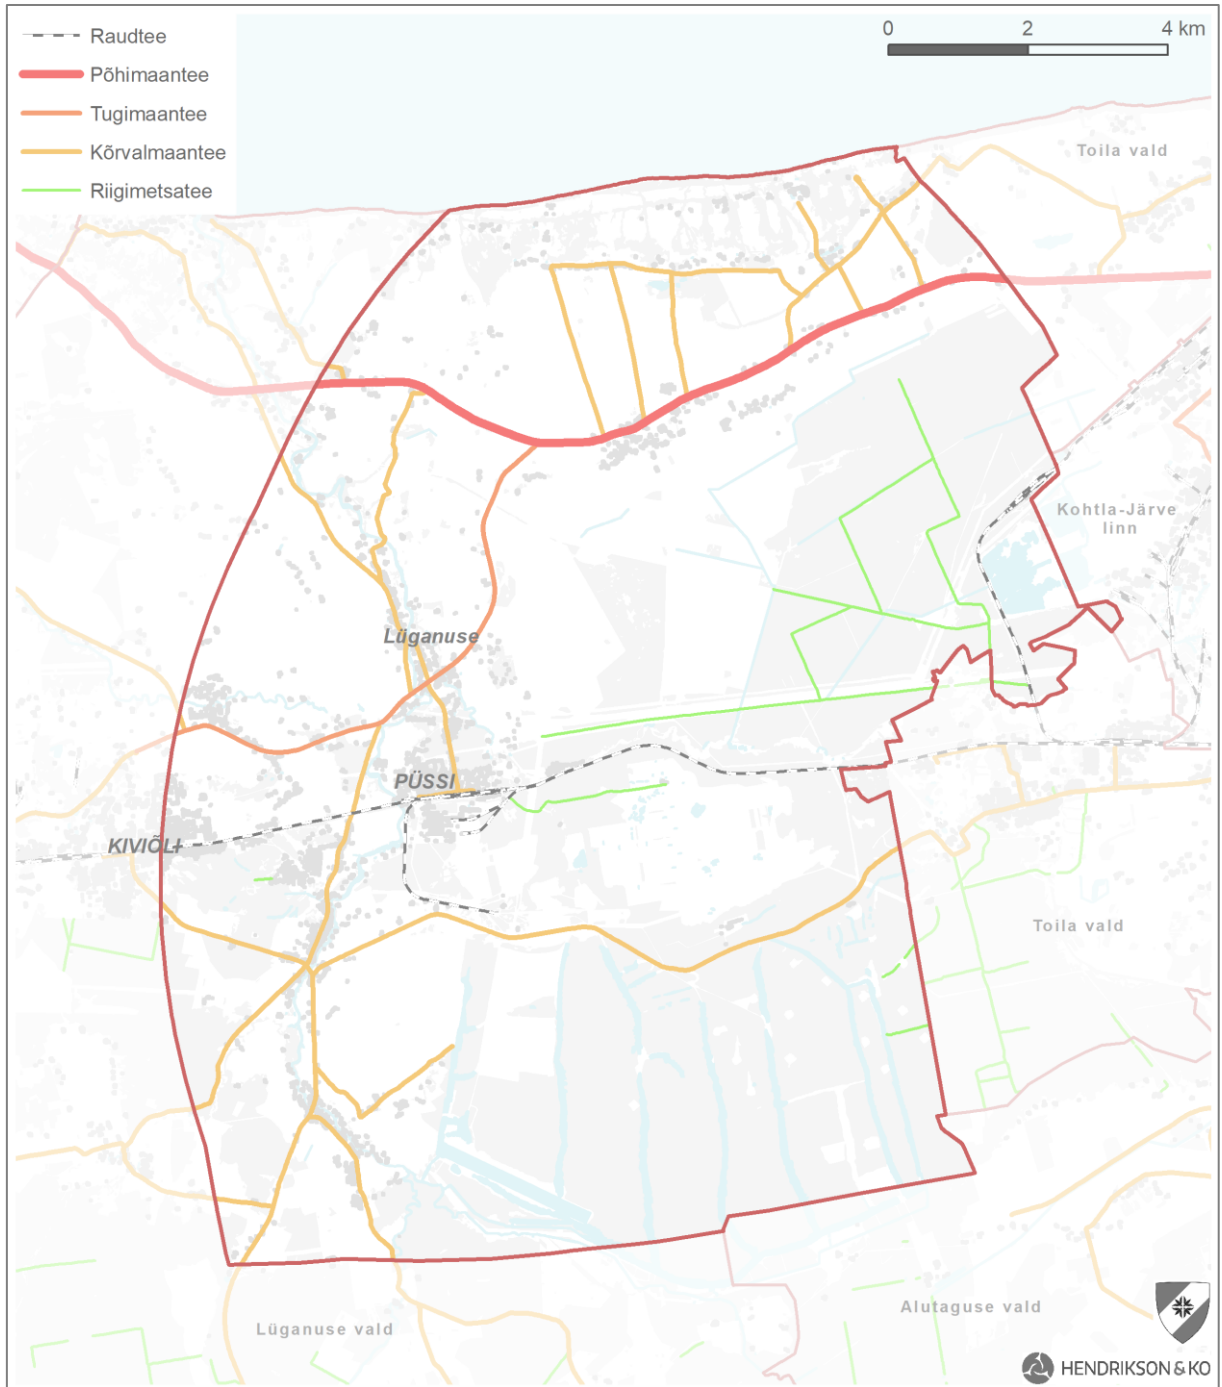 Raudtee
Põhimaantee
Tugimaantee
Kõrvalmaantee
Riigimetsatee
0 2 4 km
Toila vald
Kohtla-Järve
linn
Lüganuse
PÜSSI
KIVIÕLI
Toila vald
Alutaguse vald
Lüganuse vald
HENDRIKSON & KO